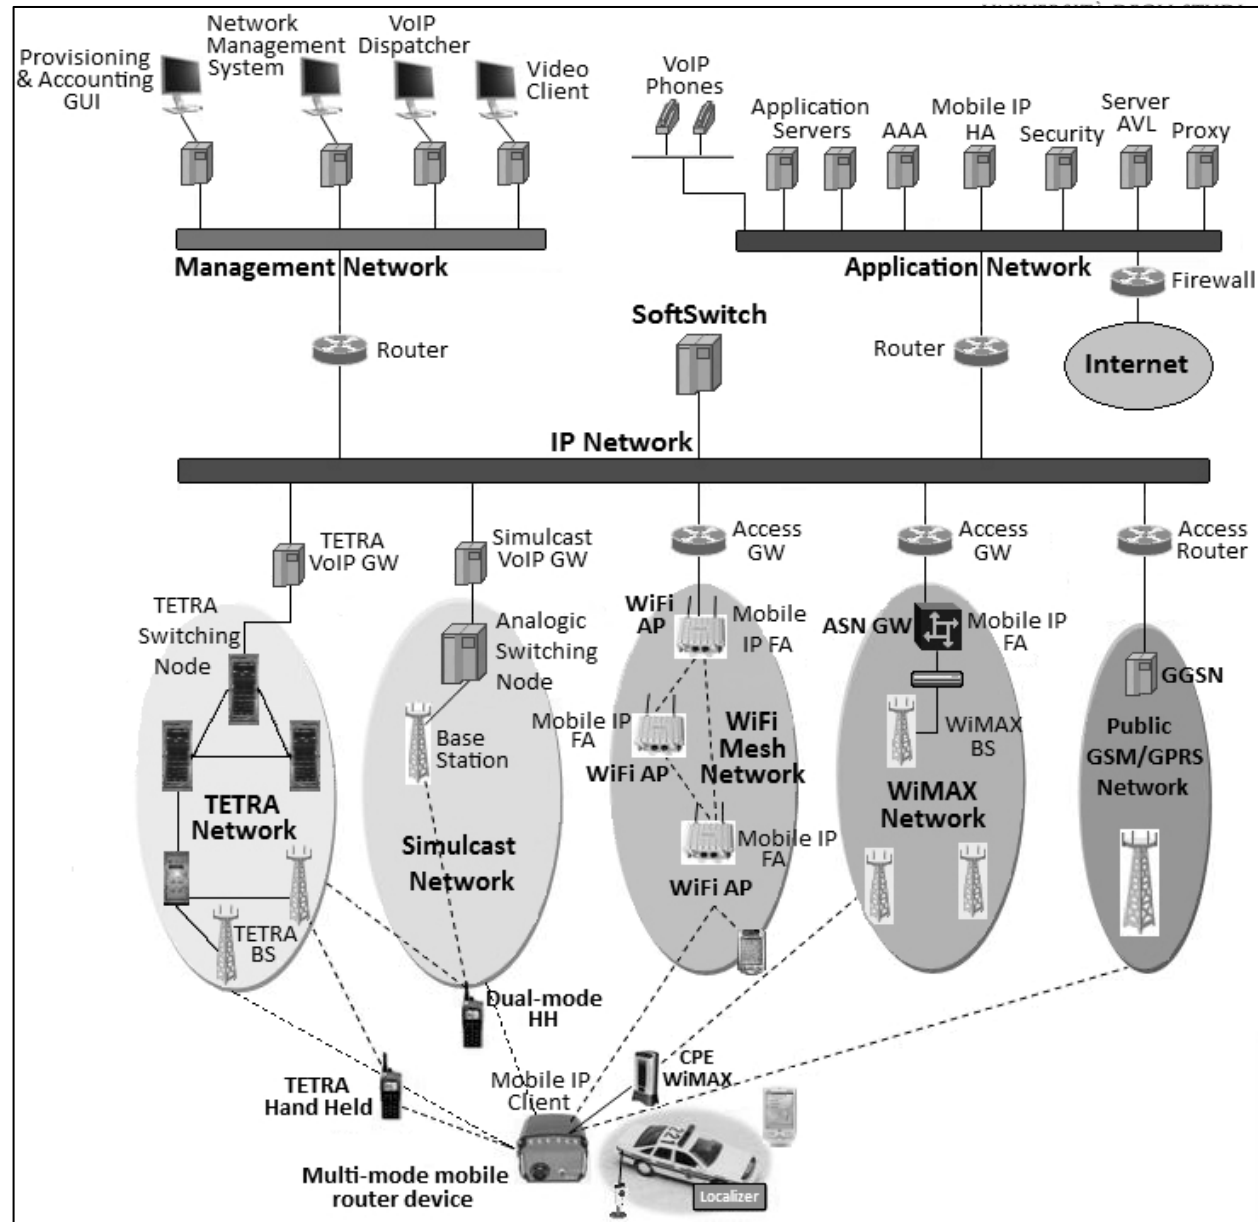 Provisioning
& Accounting
GUI
Network
Management
System
VoIP
Dispatcher
Video
Client
VoIP
Phones
Application
Servers
AAA
Mobile IP
HA
Security
Server
AVL
Proxy
Management Network
Application Network
Firewall
SoftSwitch
Router
Router
Internet
IP Network
TETRA
VoIP GW
Simulcast
VoIP GW
Access
GW
Access
GW
Access
Router
TETRA
Switching
Node
Analogic
Switching
Node
WiFi
AP
Mobile
IP FA
ASN GW
Mobile IP
FA
GGSN
Base
Station
Mobile IP
FA
WiFi AP
WiFi
Mesh
Network
WiMAX
BS
Public
GSM/GPRS
Network
TETRA
Network
WiMAX
Network
Simulcast
Network
Mobile IP
FA
WiFi AP
TETRA
BS
Dual-mode
HH
TETRA
Hand Held
Mobile IP
Client
CPE
WiMAX
221
Multi-mode mobile
router device
Localizer